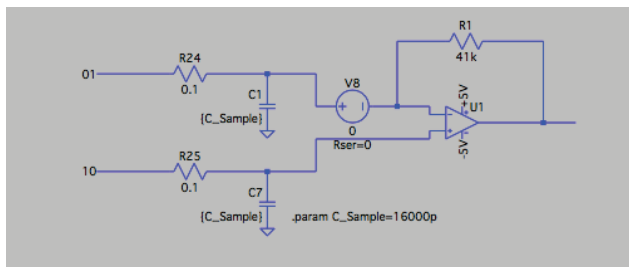 R1
41k
R24
01
0.1
V8
C1
+5V
U1
{C_Sample}
0
Rser=0
-5V
R25
10
0.1
C7
{C_Sample}
.param C_Sample=16000p